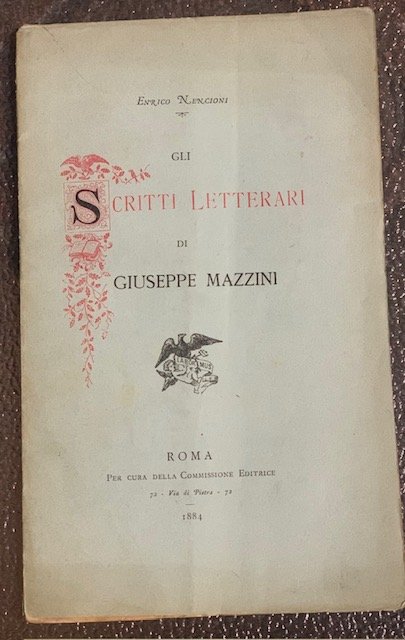 ENRICO NENCIONI
GLI
SCRITTI LETTERARI
DI
GIUSEPPE MAZZINI
ROMA
PER CURA DELLA COMMISSIONE EDITRICE
72 - Via di Pietra - 72
1884